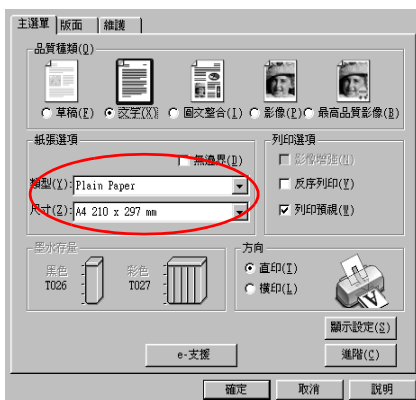 主選單 版面 維護
品質種類(Q)
草稿(F) 文字(X) 圖文整合(I) 影像(P) 最高品質影像(B)
紙張選項
無邊界(D)
類型(Y): Plain Paper
尺寸(Z): A4 210 x 297 mm
列印選項
影像增強(N)
反序列印(V)
列印預視(W)
墨水存量
黑色
T026
彩色
T027
方向
直印(T)
橫印(L)
顯示設定(S)
e-支援 進階(C)
確定 取消 說明